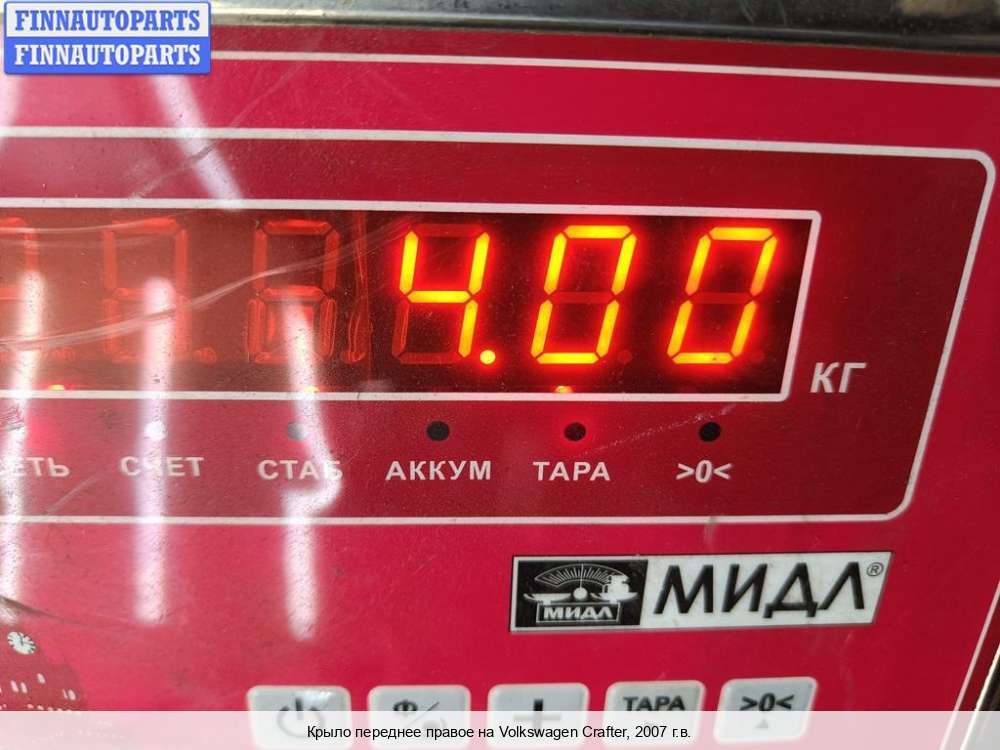 FINNAUTOPARTS
FINNAUTOPARTS
4.00
КГ
СЧЕТ СТАБ АККУМ ТАРА >0<
МИДЛ МИДЛ®
Ф ТАРА >0<
Крыло переднее правое на Volkswagen Crafter, 2007 г.в.